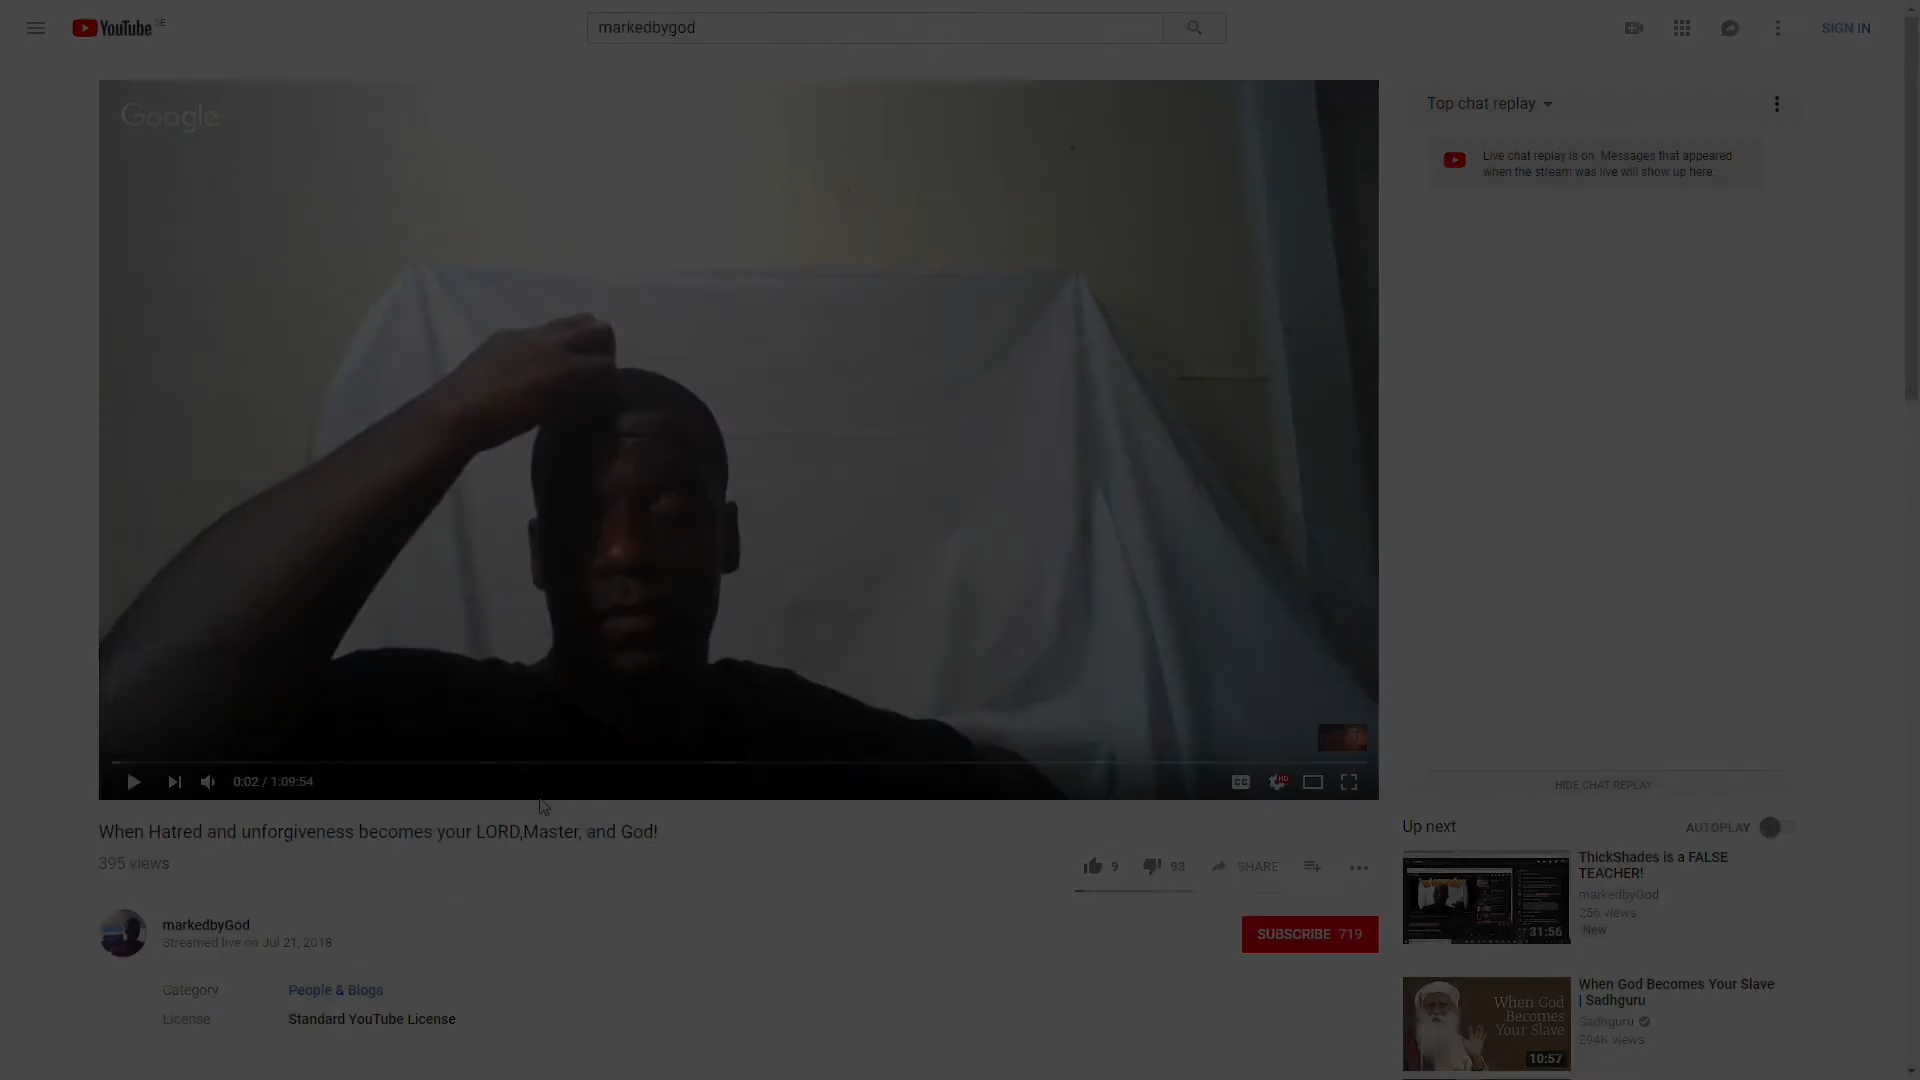 YouTube SE
markedbygod
SIGN IN
Google
Top chat replay
Live chat replay is on. Messages that appeared
when the stream was live will show up here.
0:02 / 1:09:54
CC
HD
HIDE CHAT REPLAY
When Hatred and unforgiveness becomes your LORD,Master, and God!
395 views
9
93
SHARE
markedbyGod
Streamed live on Jul 21, 2018
SUBSCRIBE 719
Category
People & Blogs
License
Standard YouTube License
Up next
AUTOPLAY
31:56
ThickShades is a FALSE
TEACHER!
markedbyGod
256 views
New
When God
Becomes
Your Slave
10:57
When God Becomes Your Slave
| Sadhguru
Sadhguru
294K views